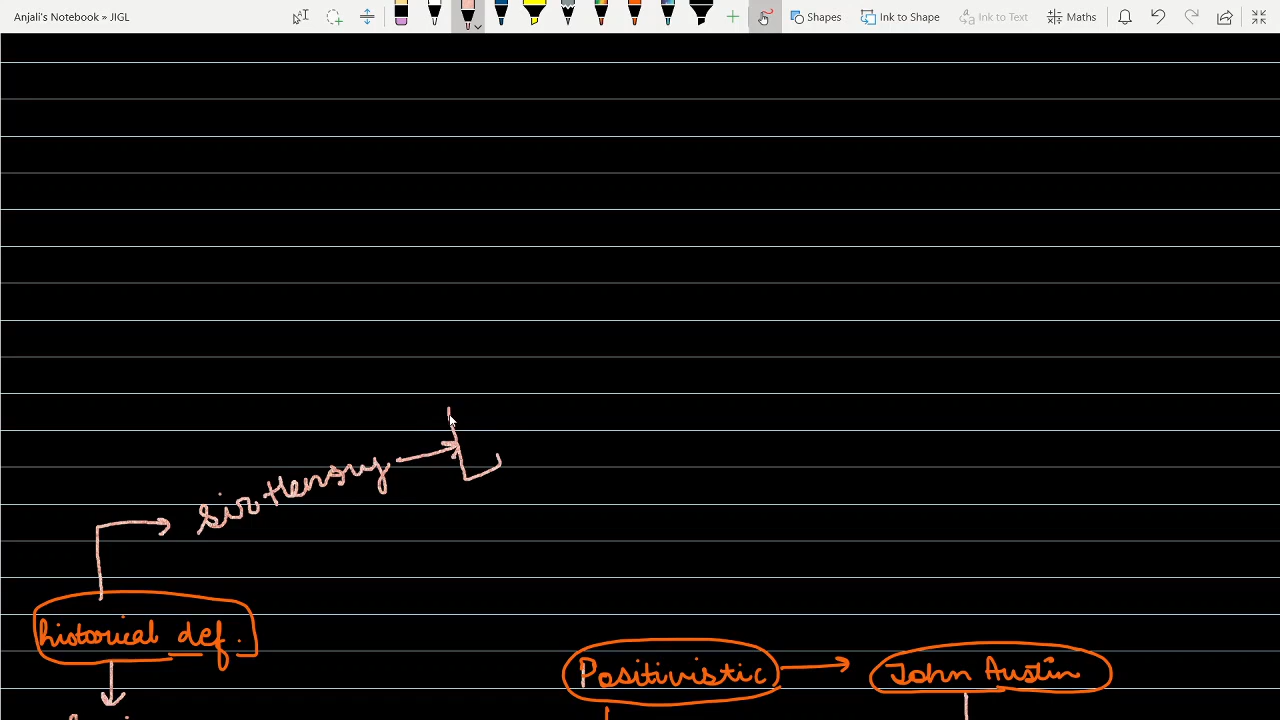 Anjali's Notebook » JIGL
Shapes
Ink to Shape
Ink to Text
Maths
Sir Henry
historical def.
Positivistic
John Austin